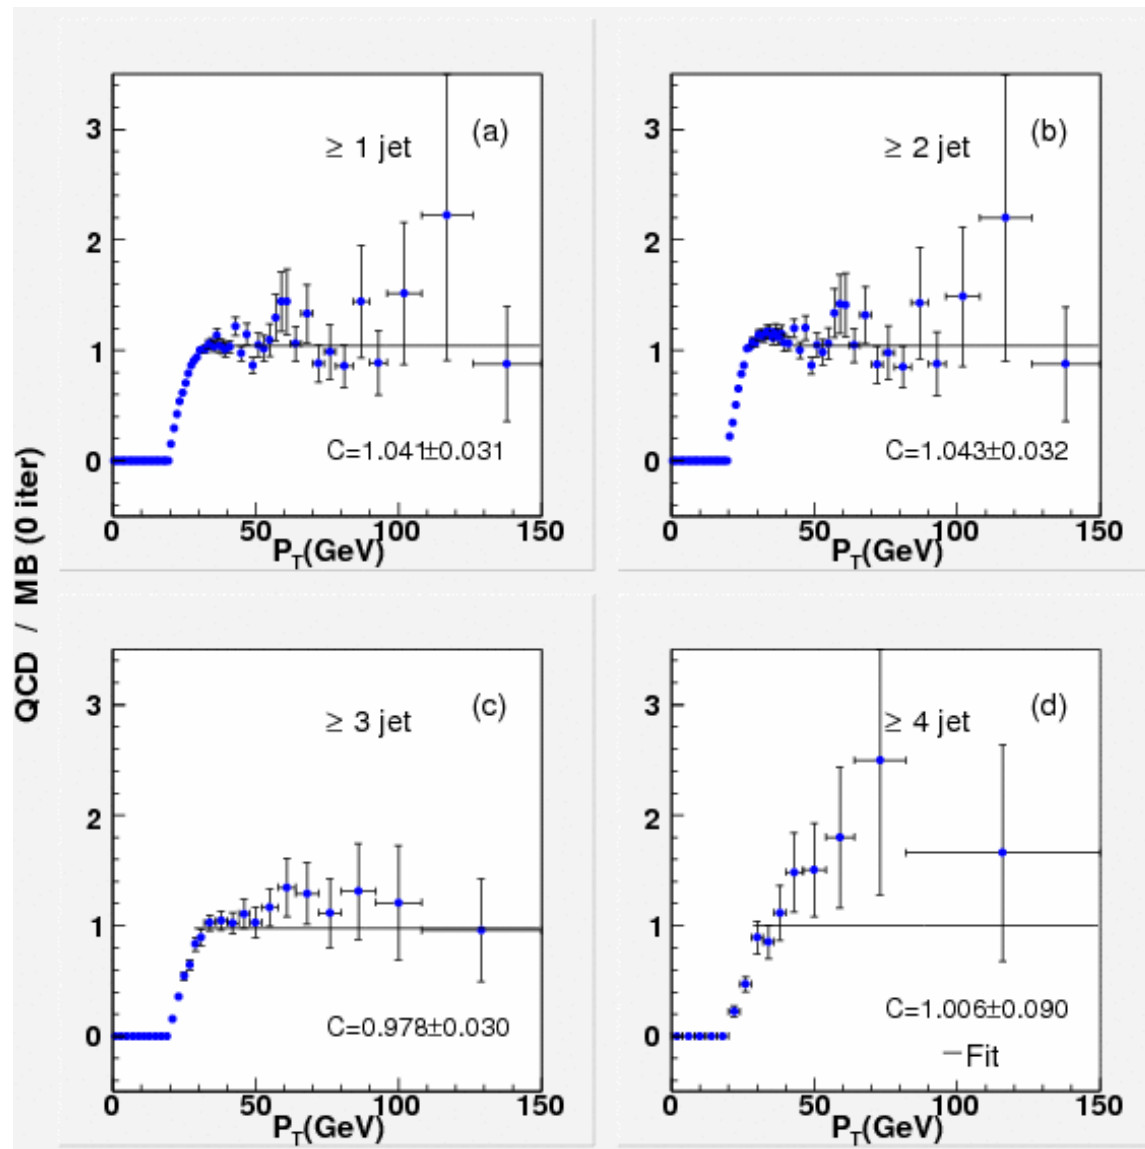 QCD / MB (0 iter)
(a)
≥ 1 jet
3
2
1
0
C=1.041±0.031
0 50 100 150
P_T(GeV)
(b)
≥ 2 jet
3
2
1
0
C=1.043±0.032
0 50 100 150
P_T(GeV)
(c)
≥ 3 jet
3
2
1
0
C=0.978±0.030
0 50 100 150
P_T(GeV)
(d)
≥ 4 jet
3
2
1
0
C=1.006±0.090
—Fit
0 50 100 150
P_T(GeV)